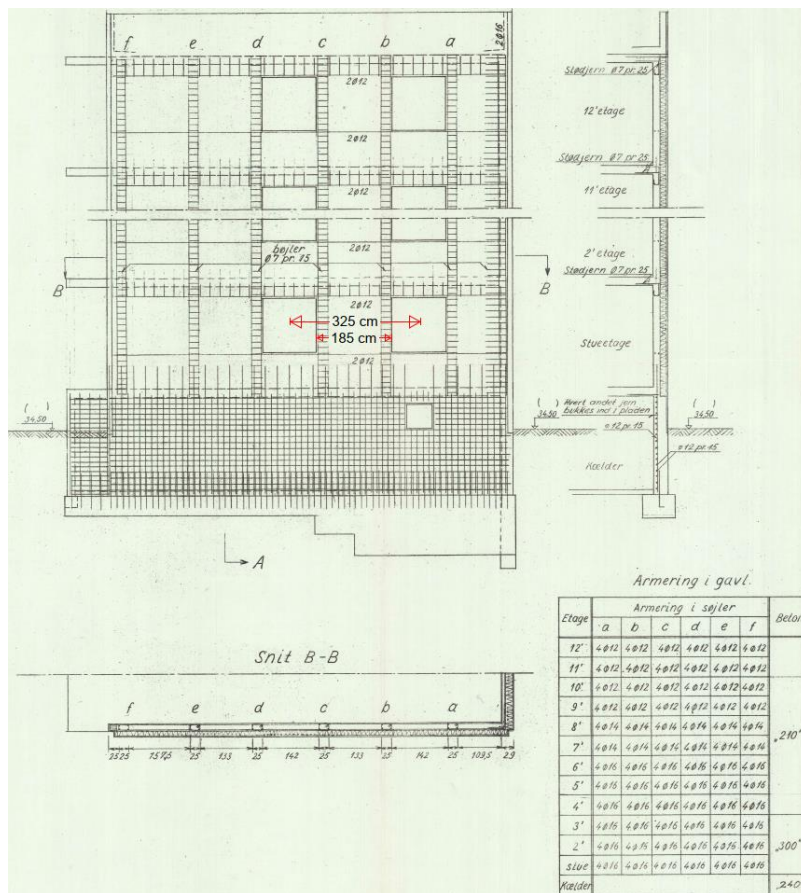 f e d c b a
2ø16
2ø12
2ø12
2ø12
2ø12
bøjler
ø7 pr. 15
2ø12
B
B
2ø12
325 cm
185 cm
2ø12
( )
34,50
A
Stødjern ø7 pr. 25
12' etage
Stødjern ø7 pr. 25
11' etage
2' etage
Stødjern ø7 pr. 25
Stueetage
( )
34,50
Hvert andet jern
bukkes ind i pladen
( )
34,50
ø12 pr. 15
ø12 pr. 15
Kælder
Snit B-B
f e d c b a
25 25 157,5 25 133 25 142 25 133 25 142 25 109,5 29
Armering i gavl.
Etage Armering i søjler Beton
a b c d e f
12' 4ø12 4ø12 4ø12 4ø12 4ø12 4ø12
11' 4ø12 4ø12 4ø12 4ø12 4ø12 4ø12
10' 4ø12 4ø12 4ø12 4ø12 4ø12 4ø12
9' 4ø12 4ø12 4ø12 4ø12 4ø12 4ø12
8' 4ø14 4ø14 4ø14 4ø14 4ø14 4ø14
„210"
7' 4ø14 4ø14 4ø14 4ø14 4ø14 4ø14
6' 4ø16 4ø16 4ø16 4ø16 4ø16 4ø16
5' 4ø16 4ø16 4ø16 4ø16 4ø16 4ø16
4' 4ø16 4ø16 4ø16 4ø16 4ø16 4ø16
3' 4ø16 4ø16 4ø16 4ø16 4ø16 4ø16
2' 4ø16 4ø16 4ø16 4ø16 4ø16 4ø16 „300"
stue 4ø16 4ø16 4ø16 4ø16 4ø16 4ø16
Kælder „240